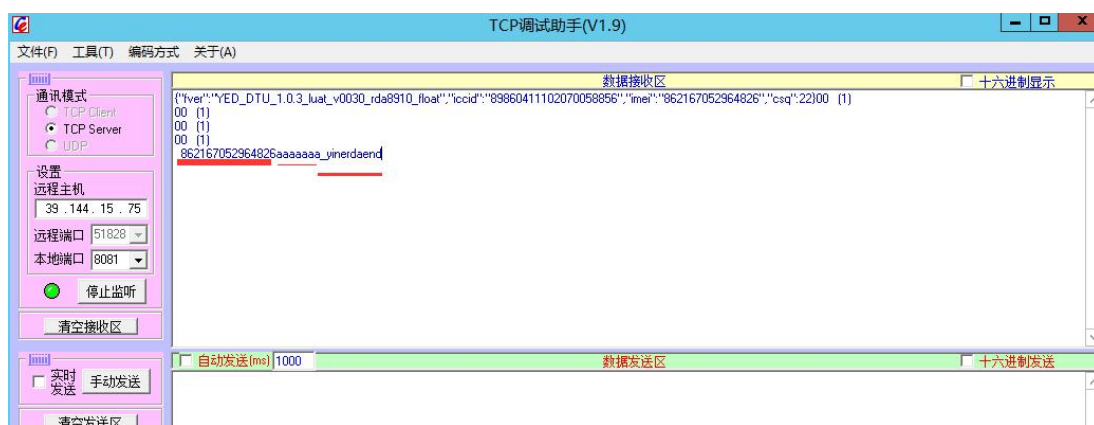 TCP调试助手(V1.9)
文件(F) 工具(T) 编码方式 关于(A)
数据接收区 十六进制显示
通讯模式
TCP Client
TCP Server
UDP
{"fver":"YED_DTU_1.0.3_luat_v0030_rda8910_float","iccid":"89860411102070058856","imei":"862167052964826","csq":22}00 (1)
00 (1)
00 (1)
00 (1)
862167052964826aaaaaaa_yinerdaend
设置
远程主机
39 .144 . 15 . 75
远程端口 51828
本地端口 8081
停止监听
清空接收区
自动发送(ms) 1000 数据发送区 十六进制发送
实时发送 手动发送
清空发送区